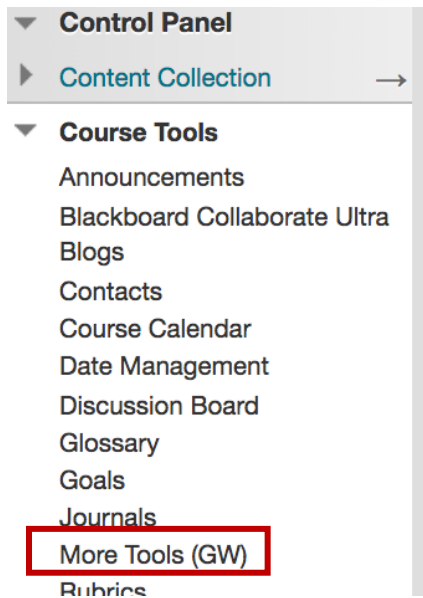 Control Panel
Content Collection →
Course Tools
Announcements
Blackboard Collaborate Ultra
Blogs
Contacts
Course Calendar
Date Management
Discussion Board
Glossary
Goals
Journals
More Tools (GW)
Rubrics